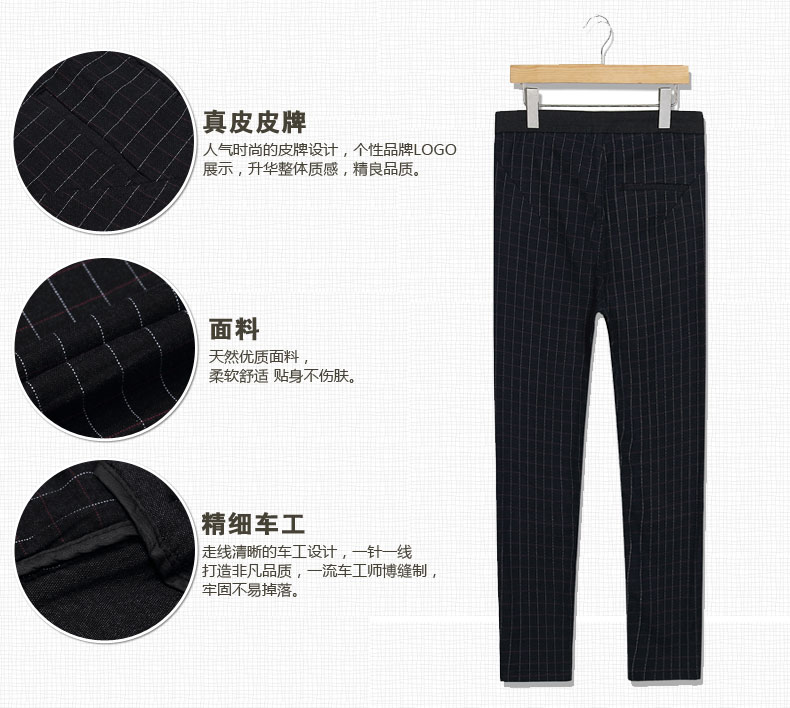 真皮皮牌
人气时尚的皮牌设计，个性品牌LOGO
展示，升华整体质感，精良品质。
面料
天然优质面料，
柔软舒适 贴身不伤肤。
精细车工
走线清晰的车工设计，一针一线
打造非凡品质，一流车工师博缝制，
牢固不易掉落。